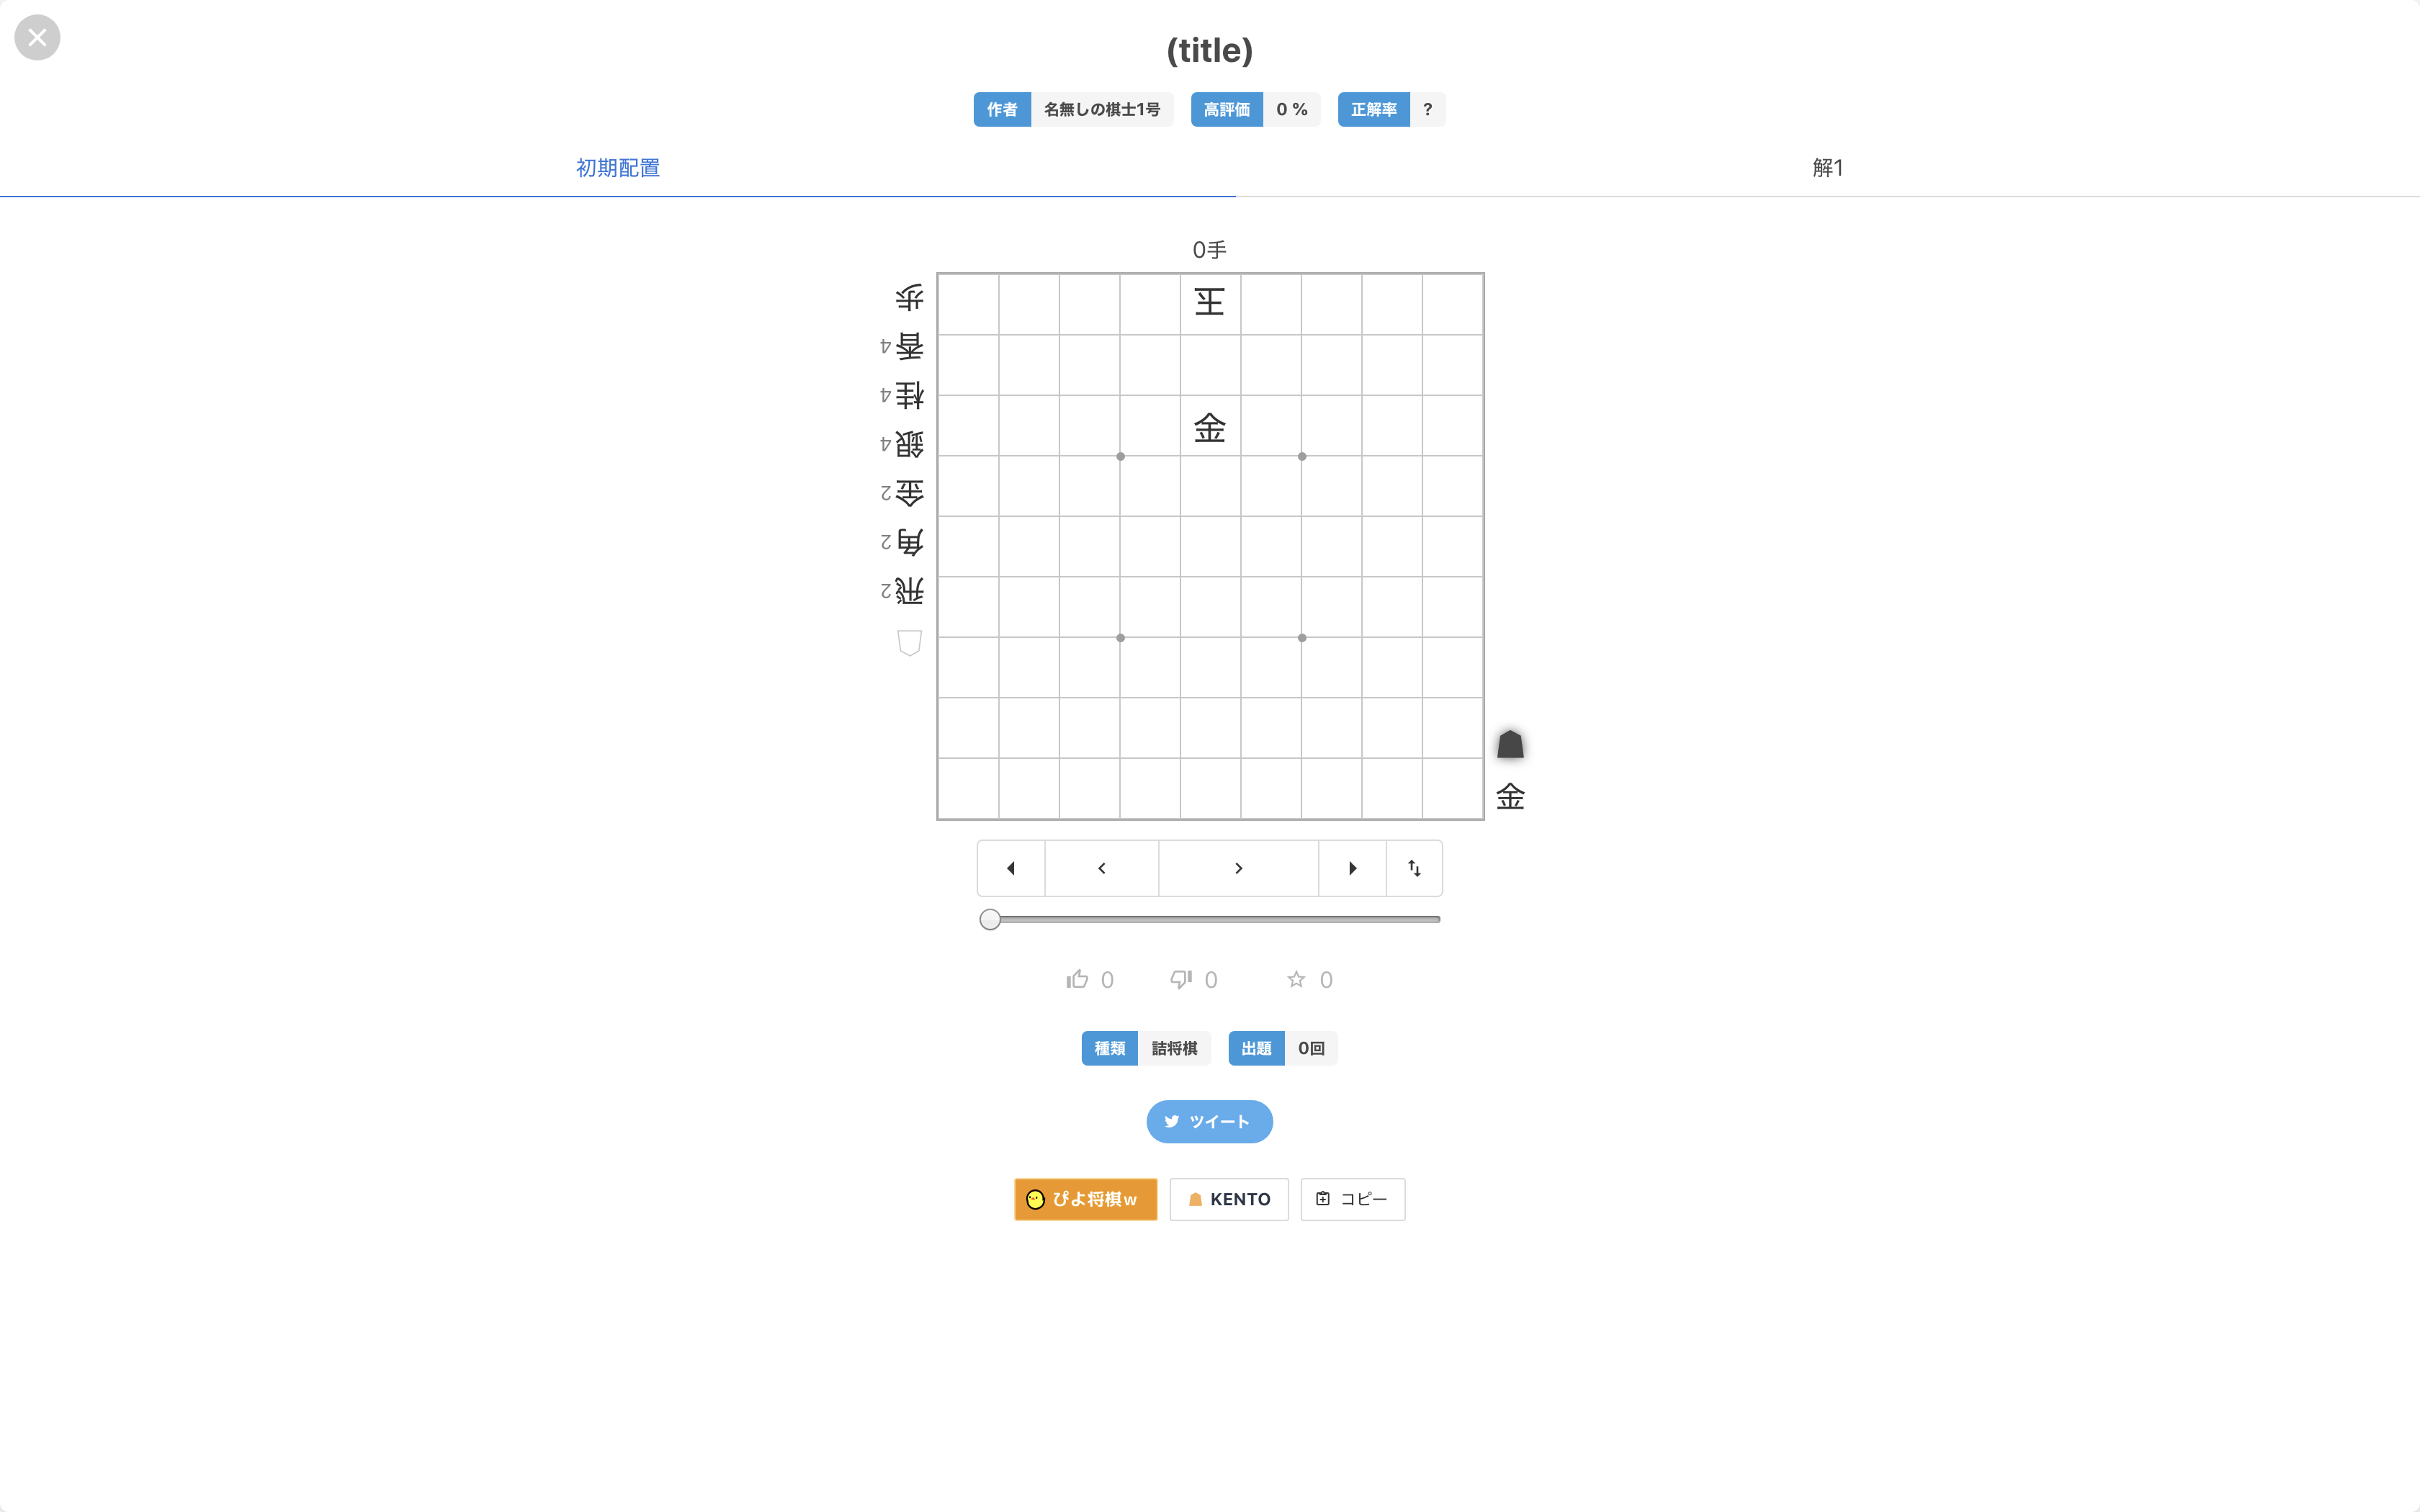 (title)
作者 名無しの棋士1号 高評価 0 % 正解率 ?
初期配置 解1
0手
歩
香4
桂4
銀4
金2
角2
飛2
王
金
金
0 0 0
種類 詰将棋 出題 0回
ツイート
ぴよ将棋w KENTO コピー